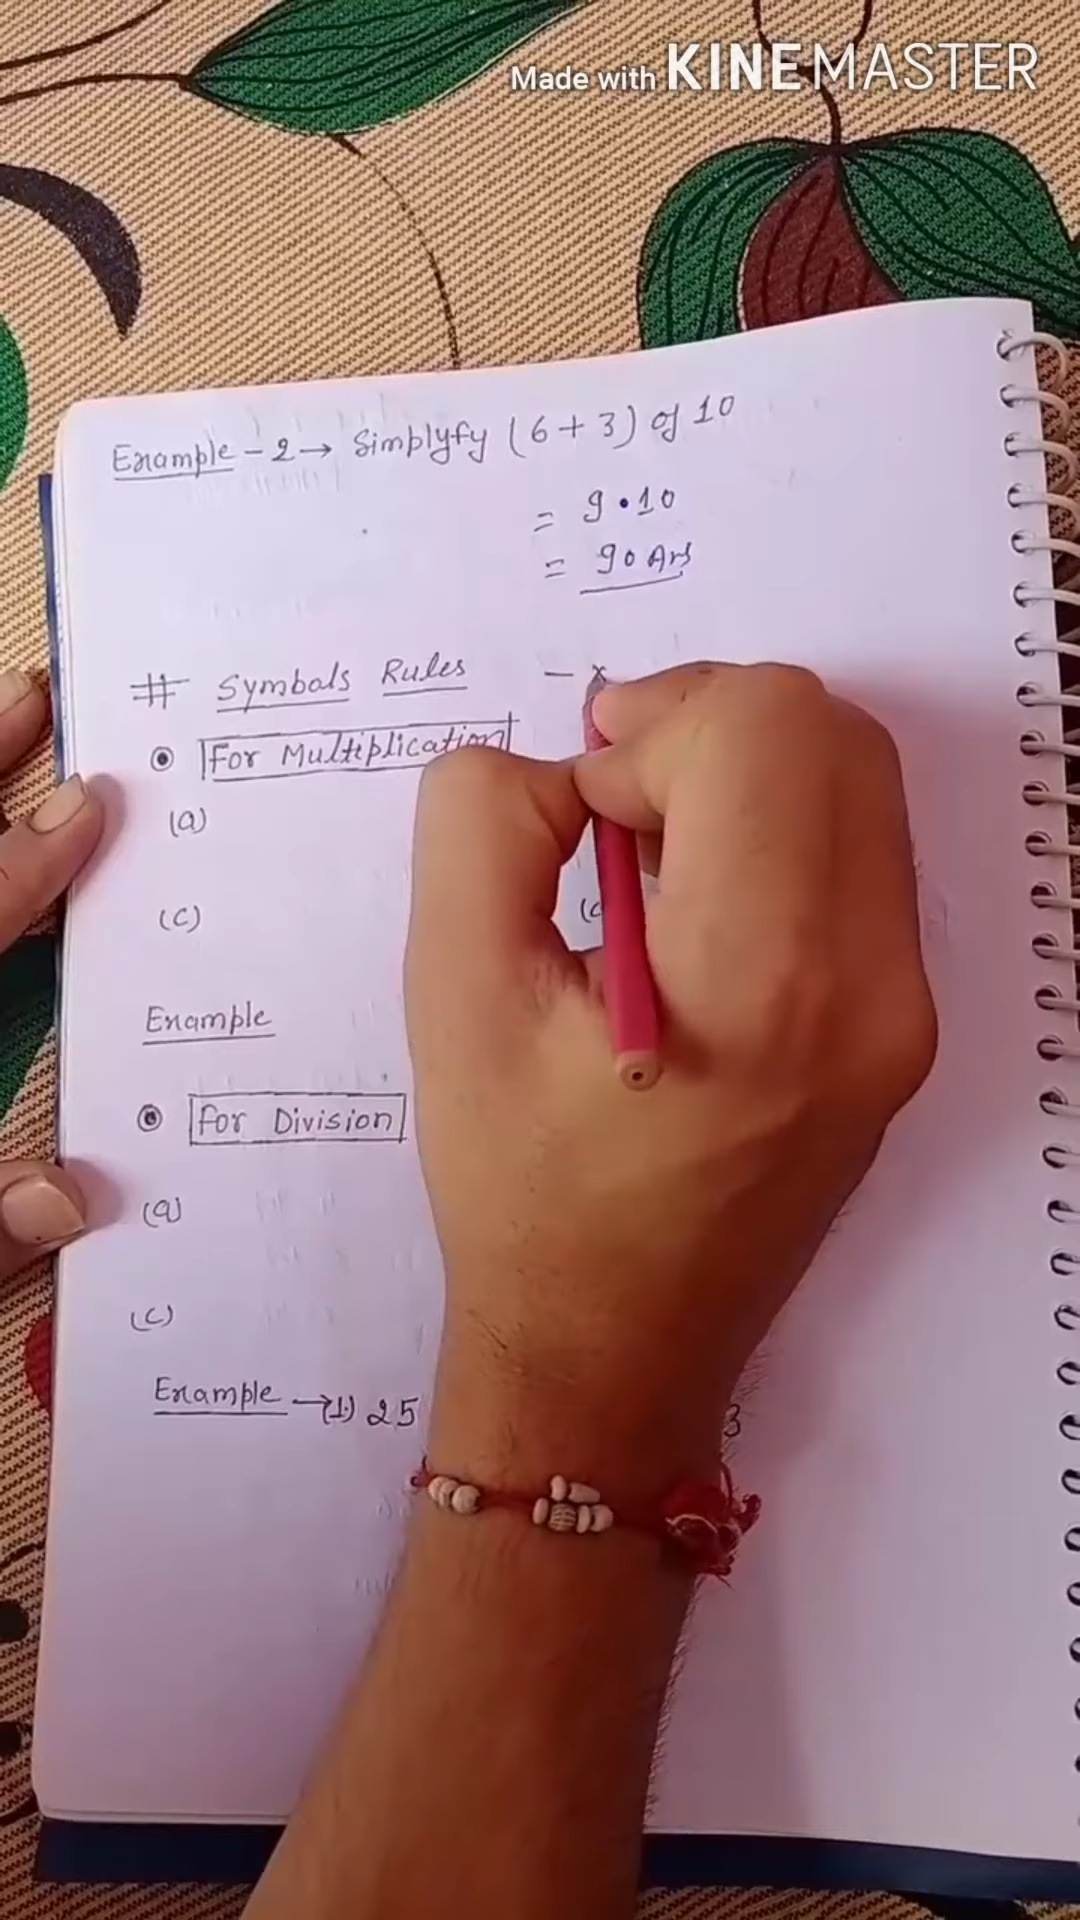 Made with KINEMASTER
Example - 2 → Simplyfy (6 + 3) of 10
= 9 • 10
= 90 Ans
# Symbols Rules - ×
For Multiplication
(a)
(c)
Example
For Division
(a)
(c)
Example → (1.) 25 3